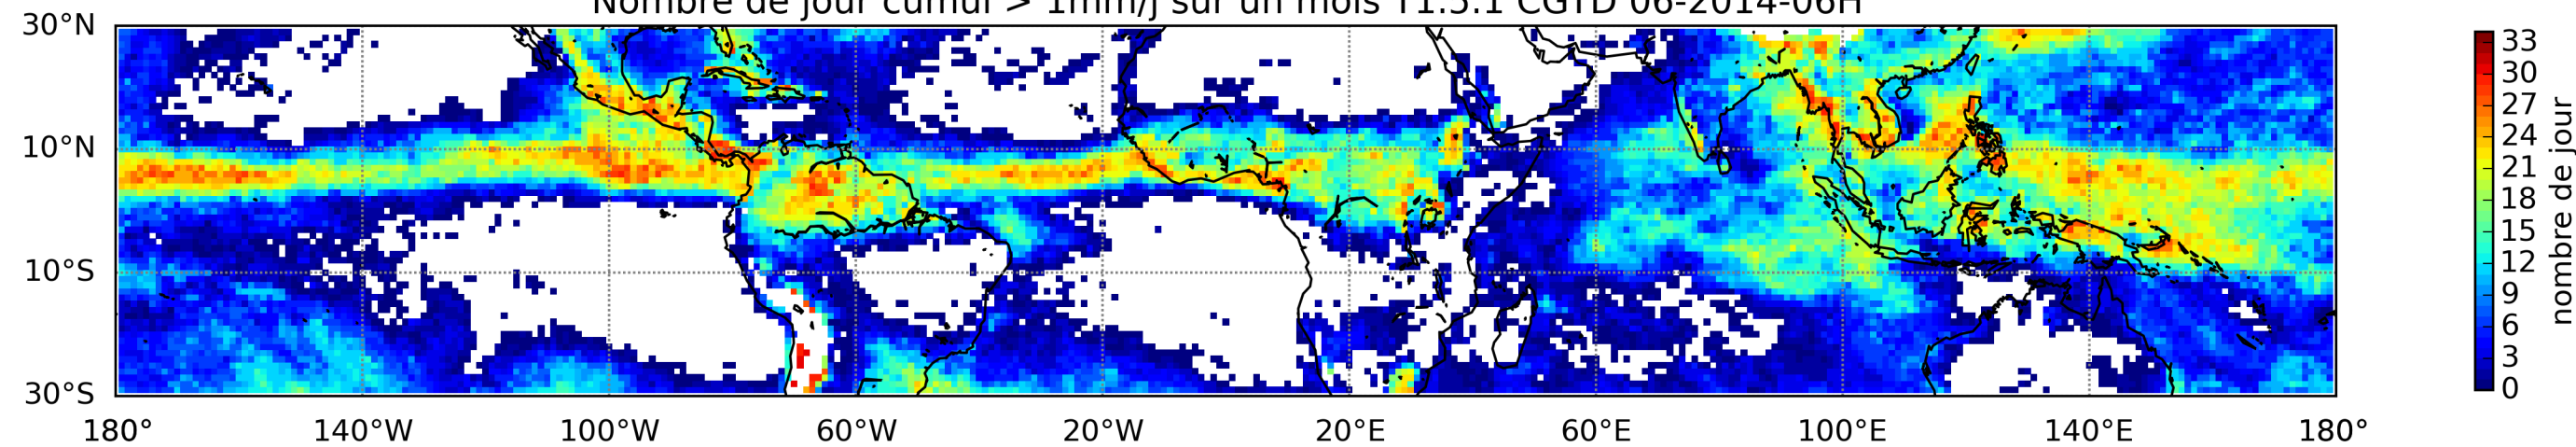 Nombre de jour cumul > 1mm/j sur un mois T1.5.1 CGTD 06-2014-06H
30°N
10°N
10°S
30°S
180° 140°W 100°W 60°W 20°W 20°E 60°E 100°E 140°E 180°
33
30
27
24
21
18
15
12
9
6
3
0
nombre de jour